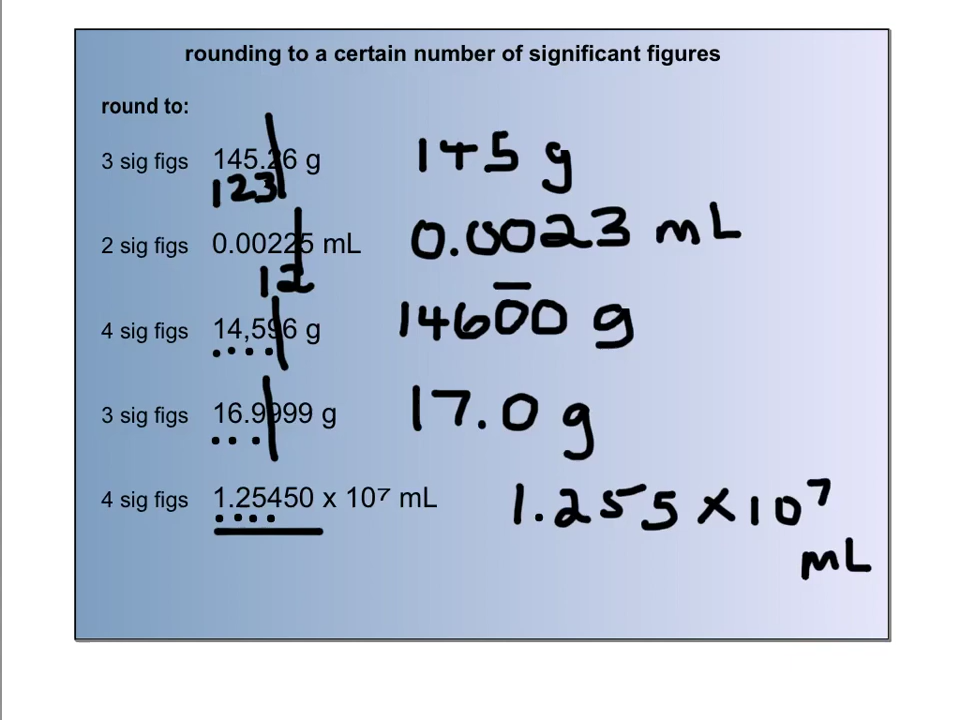 rounding to a certain number of significant figures
round to:
3 sig figs 145.26 g 145 g
123
2 sig figs 0.00225 mL 0.0023 mL
12
4 sig figs 14,596 g 1460̅0 g
3 sig figs 16.9999 g 17.0 g
4 sig figs 1.25450 x 10⁷ mL 1.255 x 10⁷
mL